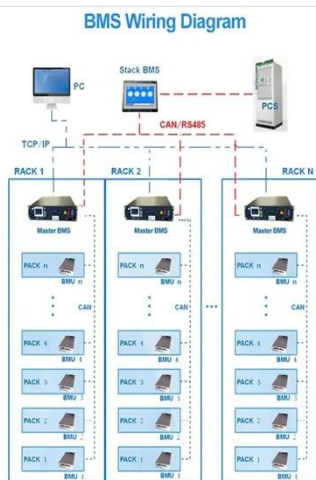 BMS Wiring Diagram
PC
Stack BMS
PCS
CAN/RS485
TCP/IP
RACK 1
RACK 2
RACK N
Master BMS
Master BMS
Master BMS
PACK n
BMU n
PACK n
BMU n
PACK n
BMU n
CAN
CAN
...
CAN
PACK 4
BMU 4
PACK 4
BMU 4
PACK 4
BMU 4
PACK 3
BMU 3
PACK 3
BMU 3
PACK 3
BMU 3
PACK 2
BMU 2
PACK 2
BMU 2
PACK 2
BMU 2
PACK 1
BMU 1
PACK 1
BMU 1
PACK 1
BMU 1